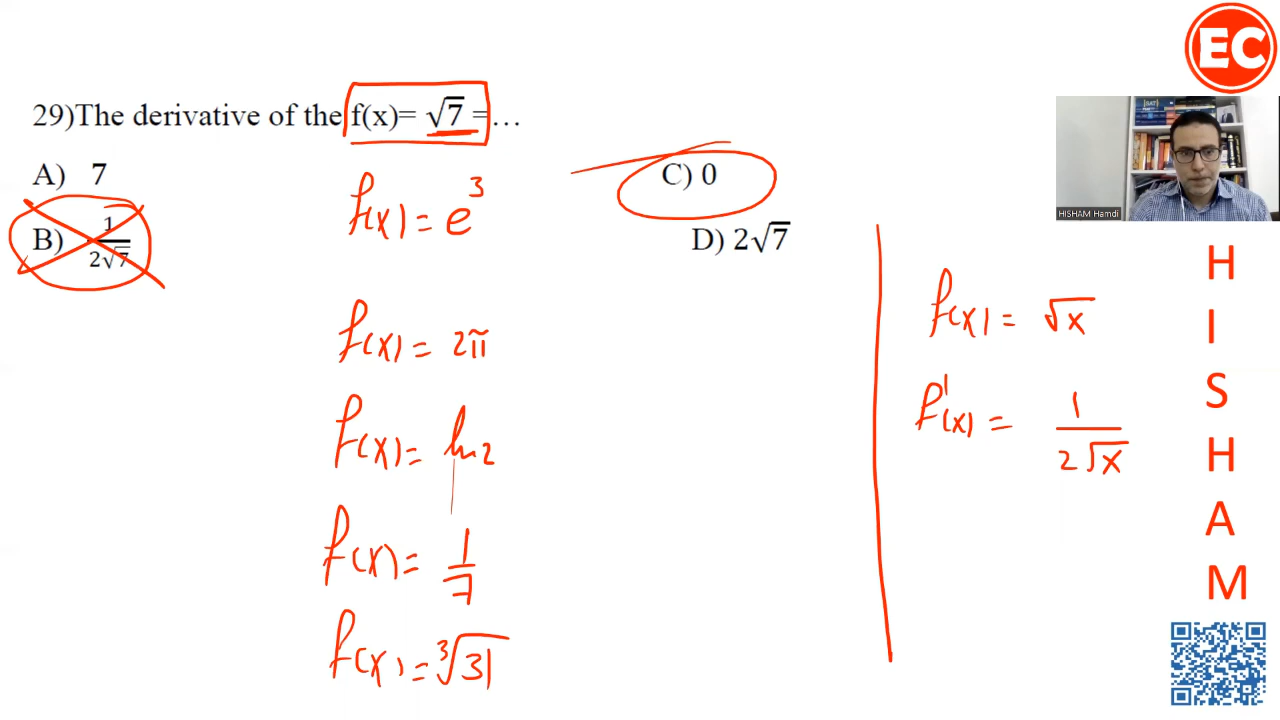 EC
29)The derivative of the f(x)= √7 =…
A) 7
B) 1/(2√7)
C) 0
D) 2√7
f(x) = e³
f(x) = 2π
f(x) = ln2
f(x) = 1/7
f(x) = ∛31
f(x) = √x
f'(x) = 1/(2√x)
HISHAM Hamdi
H
I
S
H
A
M